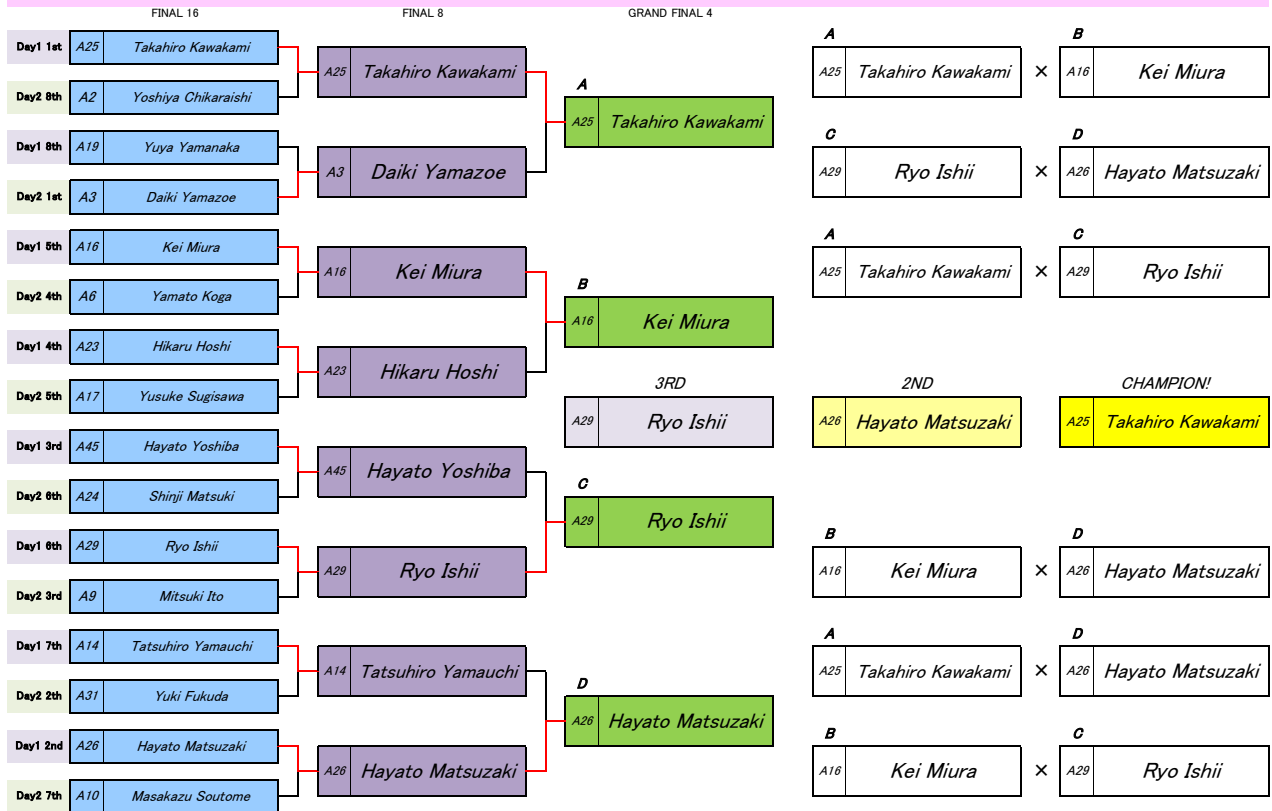 FINAL 16
FINAL 8
GRAND FINAL 4
Day1 1st A25 Takahiro Kawakami
Day2 8th A2 Yoshiya Chikaraishi
Day1 8th A19 Yuya Yamanaka
Day2 1st A3 Daiki Yamazoe
Day1 5th A16 Kei Miura
Day2 4th A6 Yamato Koga
Day1 4th A23 Hikaru Hoshi
Day2 5th A17 Yusuke Sugisawa
Day1 3rd A45 Hayato Yoshiba
Day2 6th A24 Shinji Matsuki
Day1 6th A29 Ryo Ishii
Day2 3rd A9 Mitsuki Ito
Day1 7th A14 Tatsuhiro Yamauchi
Day2 2th A31 Yuki Fukuda
Day1 2nd A26 Hayato Matsuzaki
Day2 7th A10 Masakazu Soutome
A25 Takahiro Kawakami
A3 Daiki Yamazoe
A16 Kei Miura
A23 Hikaru Hoshi
A45 Hayato Yoshiba
A29 Ryo Ishii
A14 Tatsuhiro Yamauchi
A26 Hayato Matsuzaki
A
A25 Takahiro Kawakami
B
A16 Kei Miura
3RD
A29 Ryo Ishii
C
A29 Ryo Ishii
D
A26 Hayato Matsuzaki
A B
A25 Takahiro Kawakami × A16 Kei Miura
C D
A29 Ryo Ishii × A26 Hayato Matsuzaki
A C
A25 Takahiro Kawakami × A29 Ryo Ishii
2ND CHAMPION!
A26 Hayato Matsuzaki A25 Takahiro Kawakami
B D
A16 Kei Miura × A26 Hayato Matsuzaki
A D
A25 Takahiro Kawakami × A26 Hayato Matsuzaki
B C
A16 Kei Miura × A29 Ryo Ishii